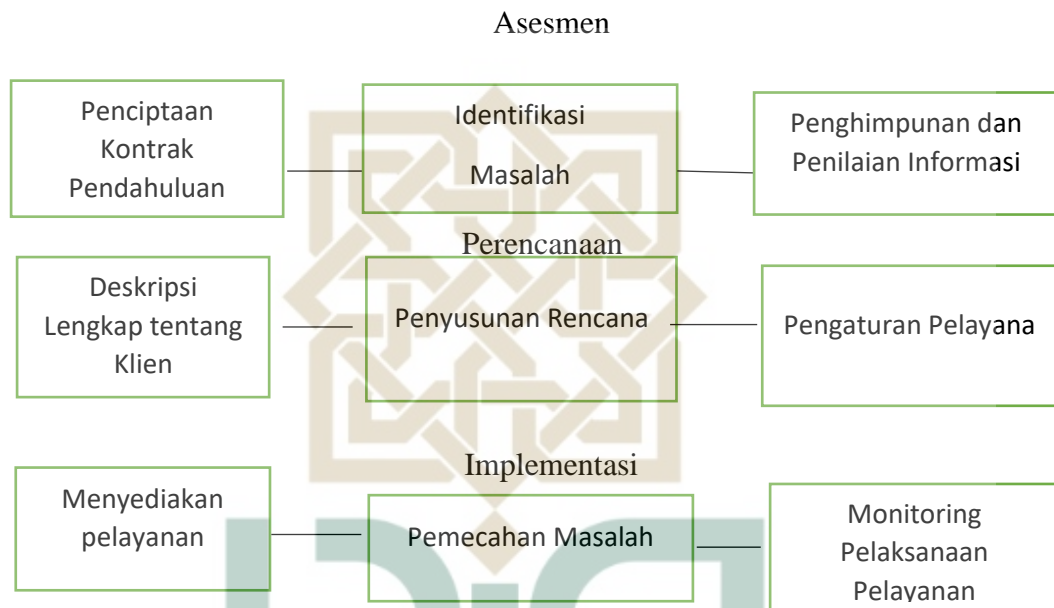 Asesmen
Penciptaan
Kontrak
Pendahuluan
Identifikasi
Masalah
Penghimpunan dan
Penilaian Informasi
Perencanaan
Deskripsi
Lengkap tentang
Klien
Penyusunan Rencana
Pengaturan Pelayana
Implementasi
Menyediakan
pelayanan
Pemecahan Masalah
Monitoring
Pelaksanaan
Pelayanan